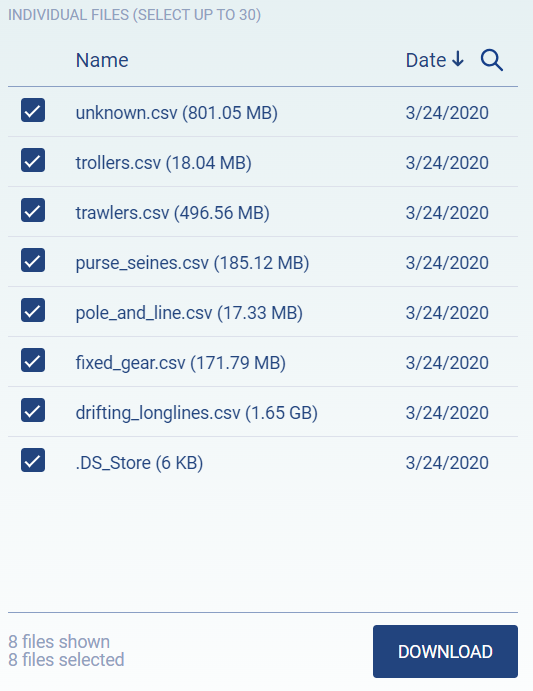 INDIVIDUAL FILES (SELECT UP TO 30)
Name Date
unknown.csv (801.05 MB) 3/24/2020
trollers.csv (18.04 MB) 3/24/2020
trawlers.csv (496.56 MB) 3/24/2020
purse_seines.csv (185.12 MB) 3/24/2020
pole_and_line.csv (17.33 MB) 3/24/2020
fixed_gear.csv (171.79 MB) 3/24/2020
drifting_longlines.csv (1.65 GB) 3/24/2020
.DS_Store (6 KB) 3/24/2020
8 files shown
8 files selected
DOWNLOAD